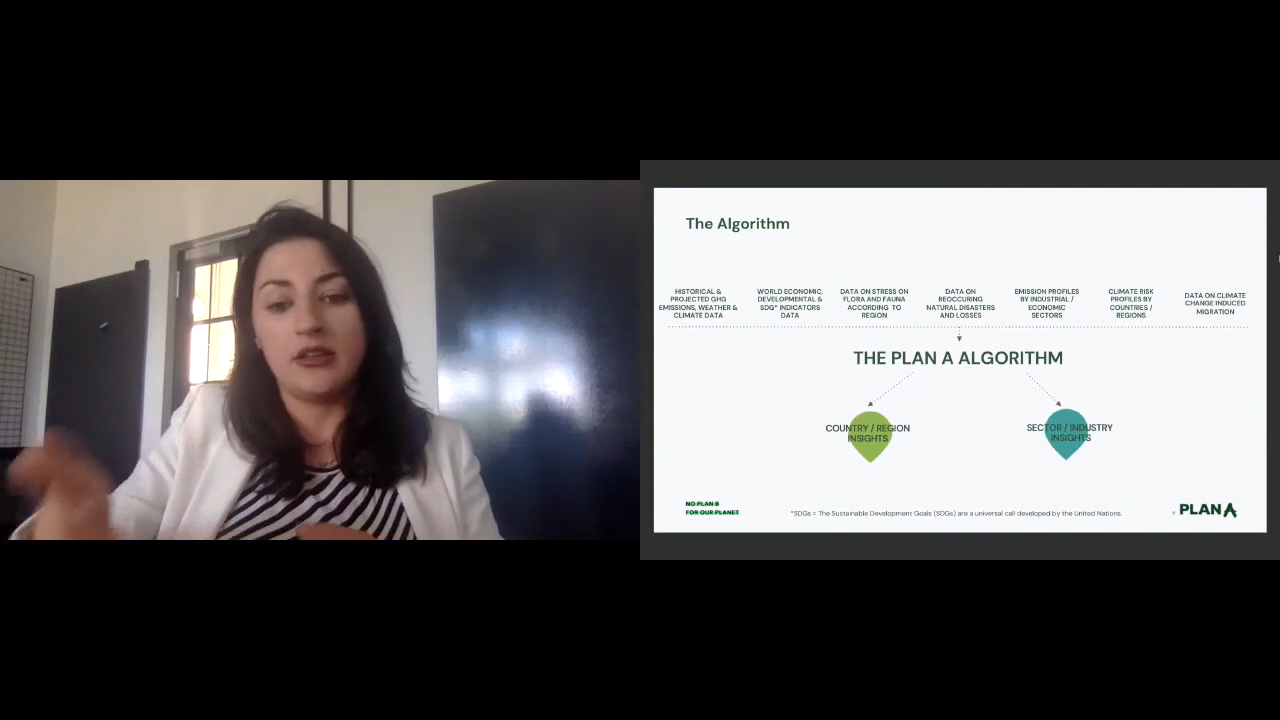 The Algorithm
HISTORICAL &
PROJECTED GHG
EMISSIONS, WEATHER &
CLIMATE DATA
WORLD ECONOMIC,
DEVELOPMENTAL &
SDG* INDICATORS
DATA
DATA ON STRESS ON
FLORA AND FAUNA
ACCORDING TO
REGION
DATA ON
REOCCURING
NATURAL DISASTERS
AND LOSSES
EMISSION PROFILES
BY INDUSTRIAL /
ECONOMIC
SECTORS
CLIMATE RISK
PROFILES BY
COUNTRIES /
REGIONS
DATA ON CLIMATE
CHANGE INDUCED
MIGRATION
THE PLAN A ALGORITHM
COUNTRY / REGION
INSIGHTS
SECTOR / INDUSTRY
INSIGHTS
NO PLAN B
FOR OUR PLANET
*SDGs = The Sustainable Development Goals (SDGs) are a universal call developed by the United Nations.
PLAN A